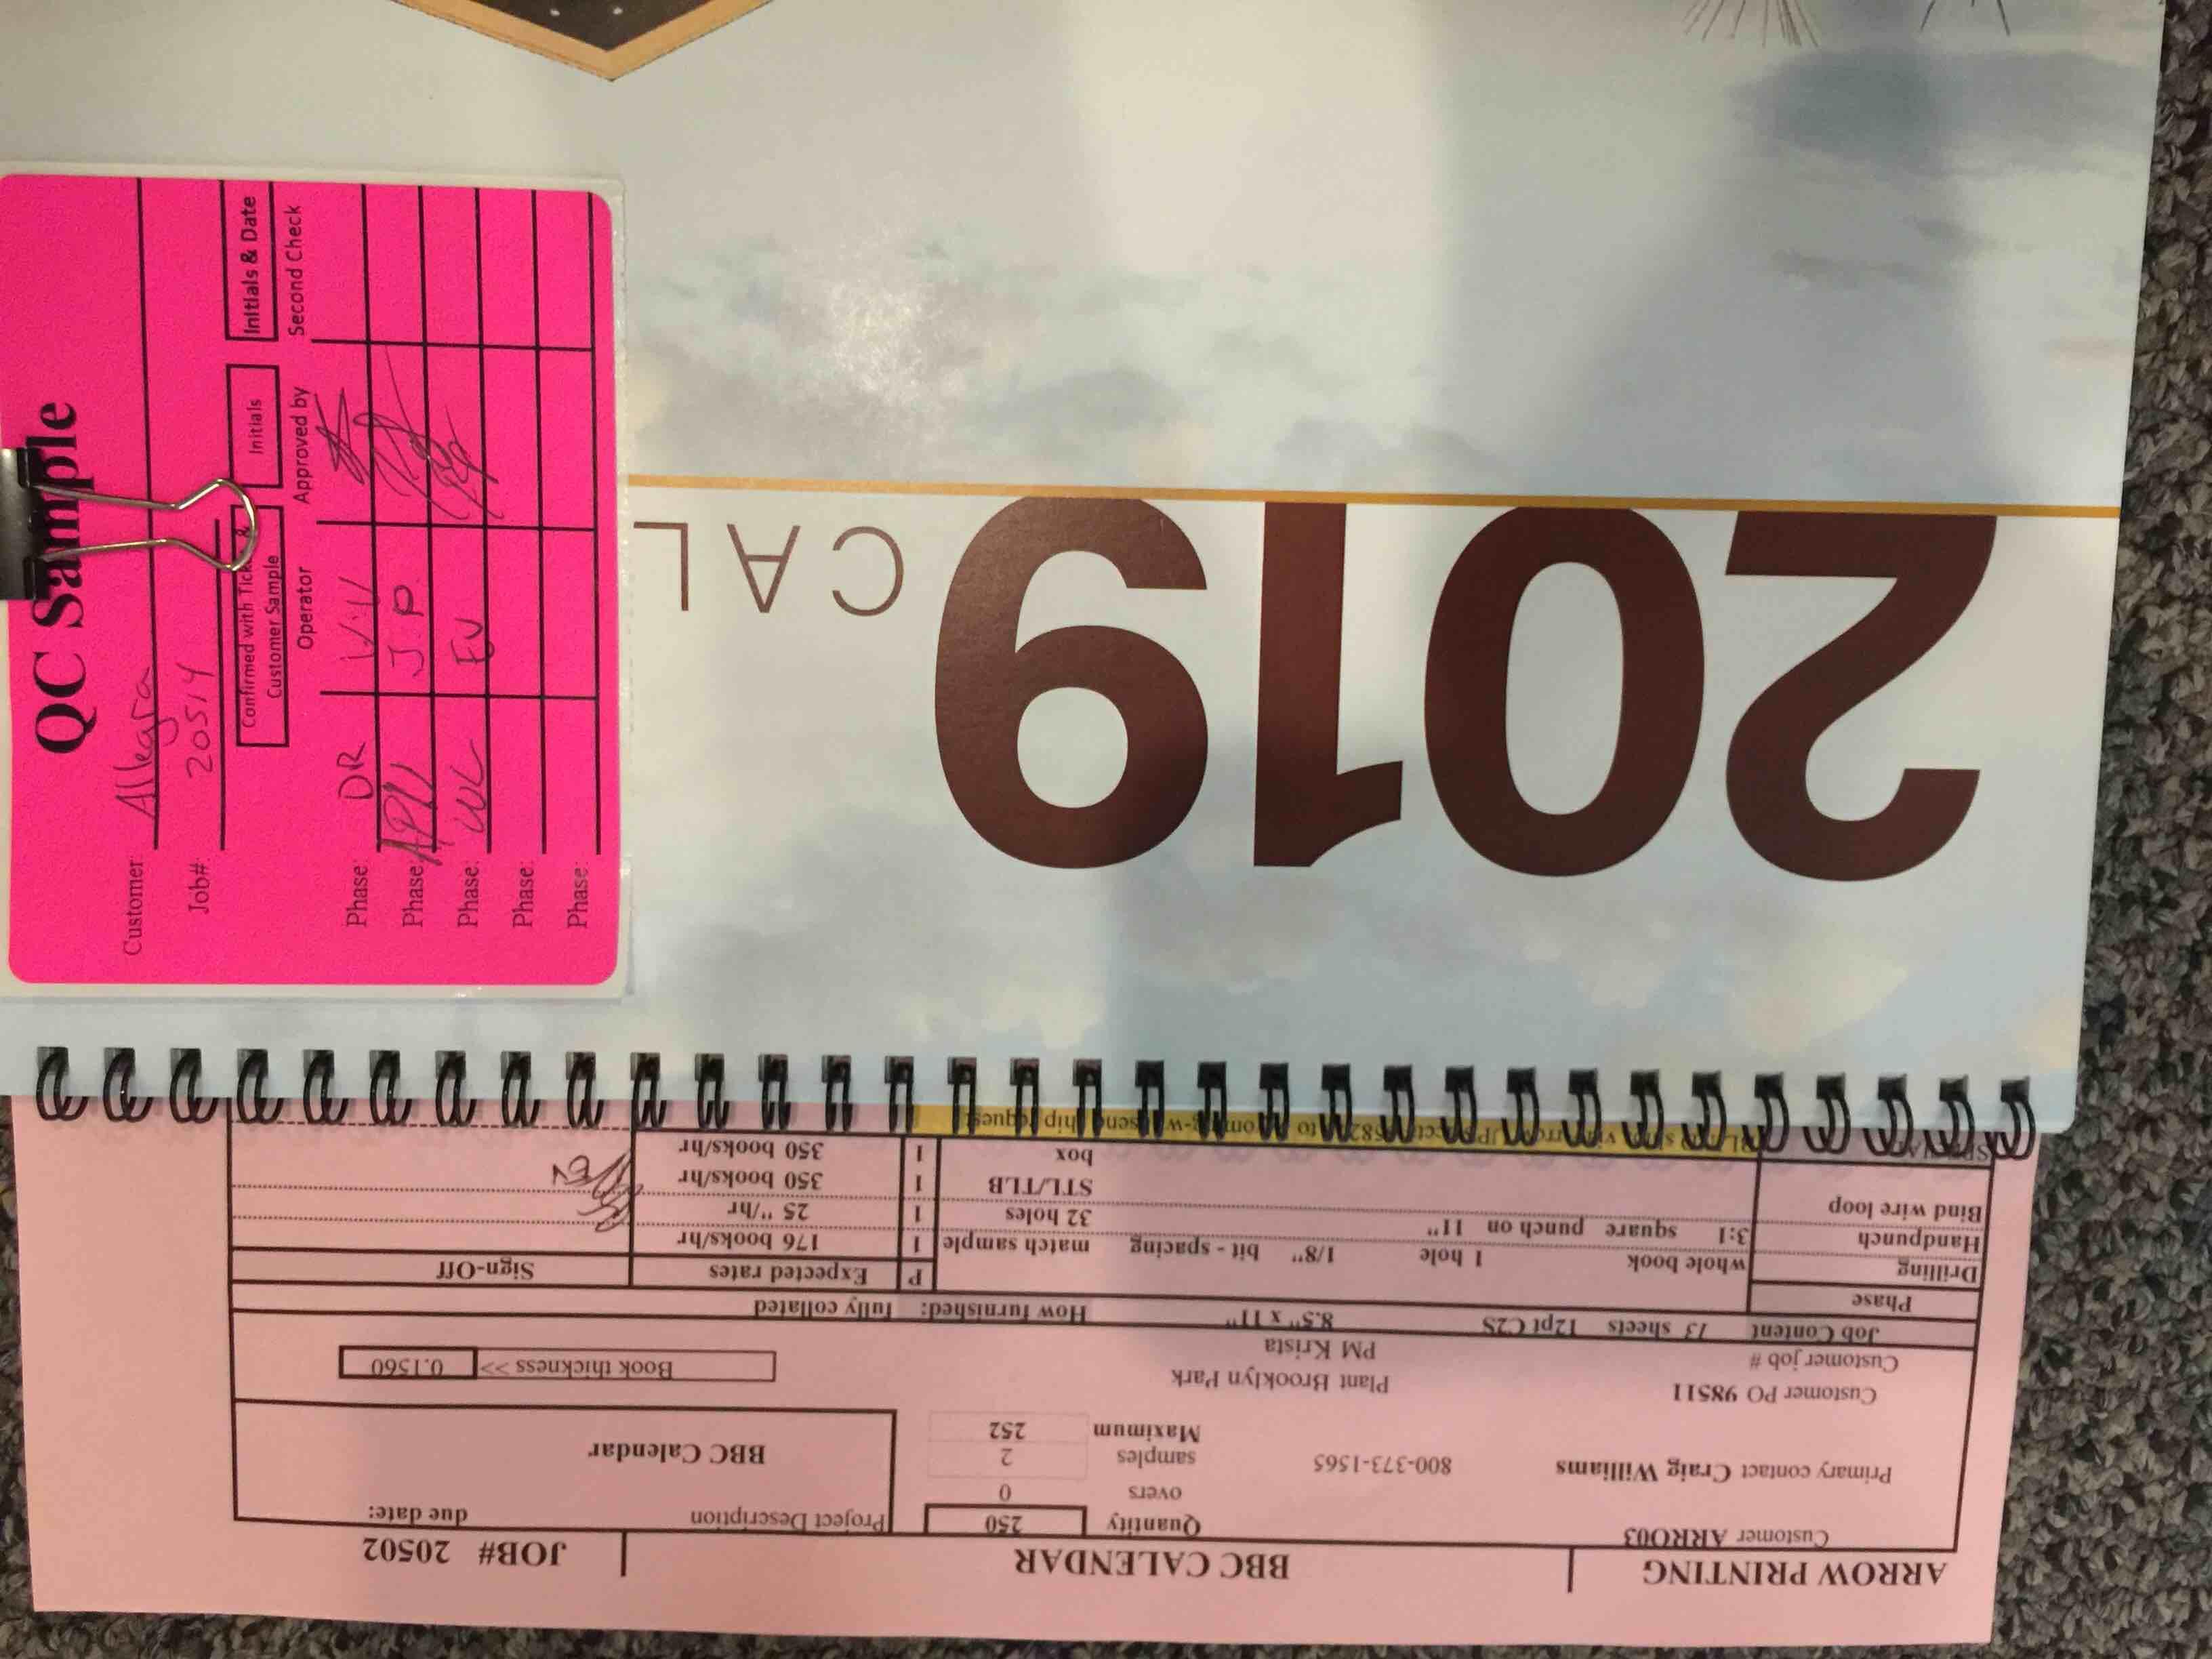 QC Sample
Customer: Allegra
Job#: 20514
Confirmed with &
Customer Sample
Initials
Initials & Date
Operator Approved by Second Check
Phase: DR V.V
Phase: J.P
Phase: EV
Phase:
Phase:
2019
CAL
ARROW PRINTING BBC CALENDAR JOB# 20502
Customer ARRO03 Quantity 250 Project Description due date:
overs 0
Primary contact Craig Williams 800-373-1565 samples 2 BBC Calendar
Maximum 252
Customer PO 98511 Plant Brooklyn Park
Customer job # PM Krista Book thickness >> 0.1560
Job Content 13 sheets 12pt C2S 8.5" x 11" How furnished: fully collated
Phase P Expected rates Sign-Off
Drilling whole book 1 hole 1/8" bit - spacing match sample 1 176 books/hr
Handpunch 3:1 square punch on 11" 32 holes 1 25 "/hr
Bind wire loop STL/TLB 1 350 books/hr EV
box 1 350 books/hr